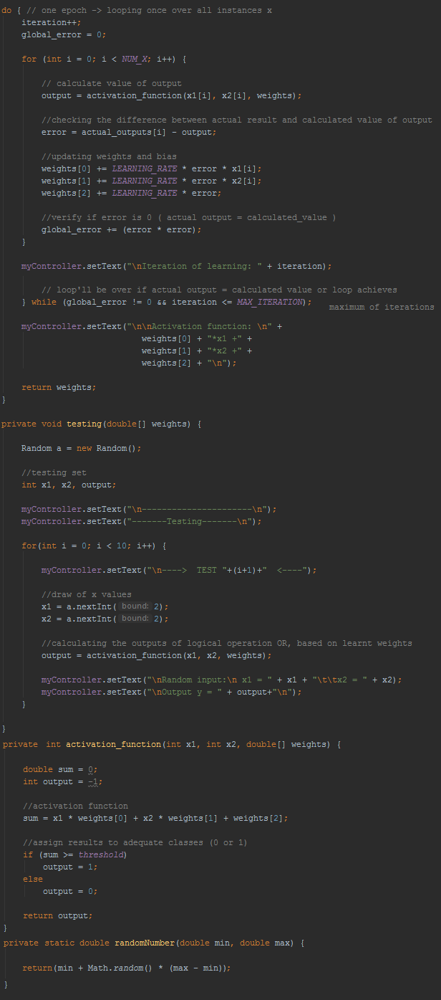 do { // one epoch -> looping once over all instances x
iteration++;
global_error = 0;
for (int i = 0; i < NUM_X; i++) {
// calculate value of output
output = activation_function(x1[i], x2[i], weights);
//checking the difference between actual result and calculated value of output
error = actual_outputs[i] - output;
//updating weights and bias
weights[0] += LEARNING_RATE * error * x1[i];
weights[1] += LEARNING_RATE * error * x2[i];
weights[2] += LEARNING_RATE * error;
//verify if error is 0 ( actual output = calculated_value )
global_error += (error * error);
}
myController.setText("\nIteration of learning: " + iteration);
// loop'll be over if actual output = calculated value or loop achieves
} while (global_error != 0 && iteration <= MAX_ITERATION);
maximum of iterations
myController.setText("\n\nActivation function: \n" +
weights[0] + "*x1 +" +
weights[1] + "*x2 +" +
weights[2] + "\n");
return weights;
}
private void testing(double[] weights) {
Random a = new Random();
//testing set
int x1, x2, output;
myController.setText("\n----------------------\n");
myController.setText("-------Testing-------\n");
for(int i = 0; i < 10; i++) {
myController.setText("\n----> TEST "+(i+1)+" <----");
//draw of x values
x1 = a.nextInt( bound: 2);
x2 = a.nextInt( bound: 2);
//calculating the outputs of logical operation OR, based on learnt weights
output = activation_function(x1, x2, weights);
myController.setText("\nRandom input:\n x1 = " + x1 + "\t\tx2 = " + x2);
myController.setText("\nOutput y = " + output+"\n");
}
}
private int activation_function(int x1, int x2, double[] weights) {
double sum = 0;
int output = -1;
//activation function
sum = x1 * weights[0] + x2 * weights[1] + weights[2];
//assign results to adequate classes (0 or 1)
if (sum >= threshold)
output = 1;
else
output = 0;
return output;
}
private static double randomNumber(double min, double max) {
return(min + Math.random() * (max - min));
}